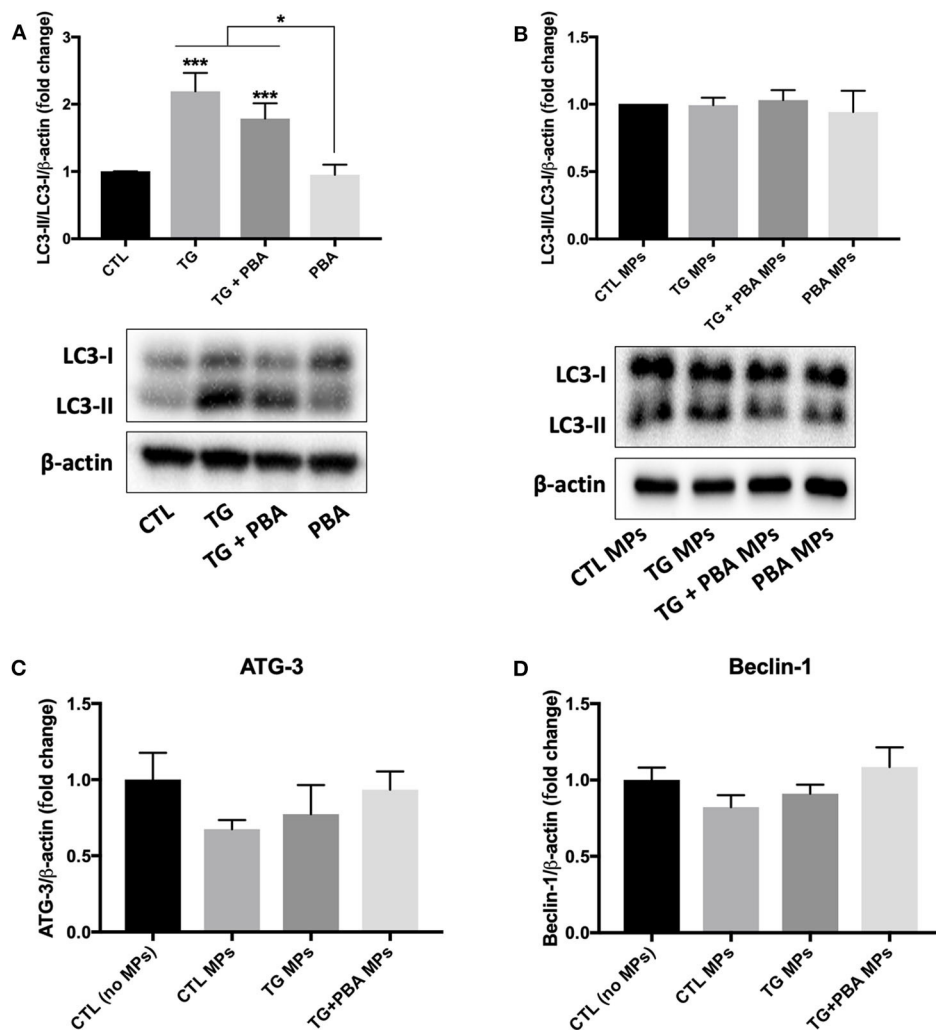 A
LC3-II/LC3-I/β-actin (fold change)
3
2
1
0
*
***
***
CTL
TG
TG + PBA
PBA
LC3-I
LC3-II
β-actin
CTL
TG
TG + PBA
PBA
B
LC3-II/LC3-I/β-actin (fold change)
1.5
1.0
0.5
0.0
CTL MPs
TG MPs
TG + PBA MPs
PBA MPs
LC3-I
LC3-II
β-actin
CTL MPs
TG MPs
TG + PBA MPs
PBA MPs
C
ATG-3
ATG-3/β-actin (fold change)
1.5
1.0
0.5
0.0
CTL (no MPs)
CTL MPs
TG MPs
TG+PBA MPs
D
Beclin-1
Beclin-1/β-actin (fold change)
1.5
1.0
0.5
0.0
CTL (no MPs)
CTL MPs
TG MPs
TG+PBA MPs